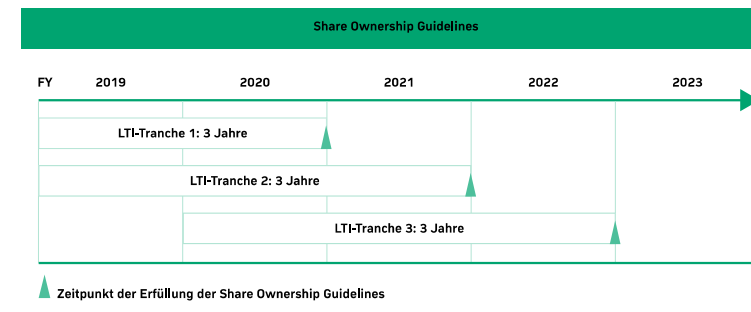 Share Ownership Guidelines
FY 2019 2020 2021 2022 2023
LTI-Tranche 1: 3 Jahre
LTI-Tranche 2: 3 Jahre
LTI-Tranche 3: 3 Jahre
Zeitpunkt der Erfüllung der Share Ownership Guidelines